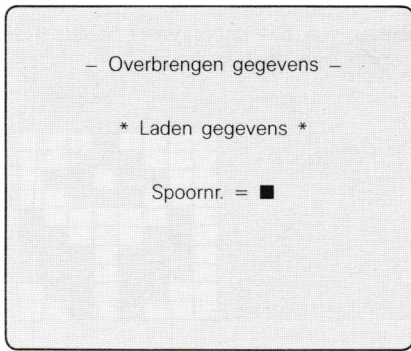 – Overbrengen gegevens –
* Laden gegevens *
Spoornr. = ■